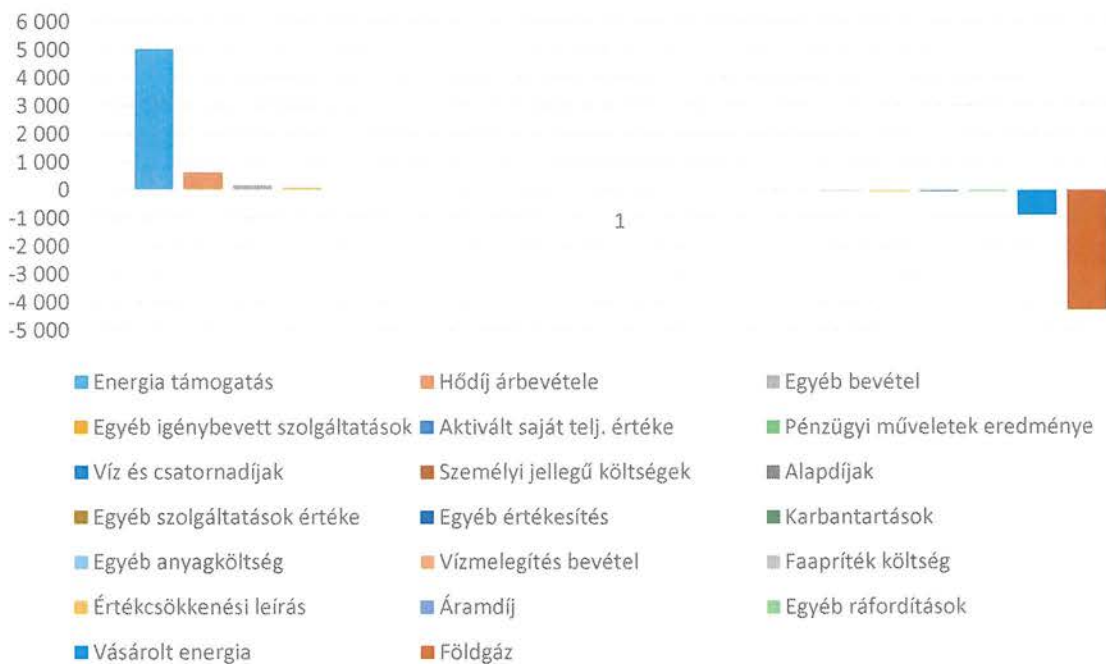 6 000
5 000
4 000
3 000
2 000
1 000
0
-1 000
1
-2 000
-3 000
-4 000
-5 000
Energia támogatás Hődíj árbevétele Egyéb bevétel
Egyéb igénybevett szolgáltatások Aktivált saját telj. értéke Pénzügyi műveletek eredménye
Víz és csatornadíjak Személyi jellegű költségek Alapdíjak
Egyéb szolgáltatások értéke Egyéb értékesítés Karbantartások
Egyéb anyagköltség Vízmelegítés bevétel Faapríték költség
Értékcsökkenési leírás Áramdíj Egyéb ráfordítások
Vásárolt energia Földgáz